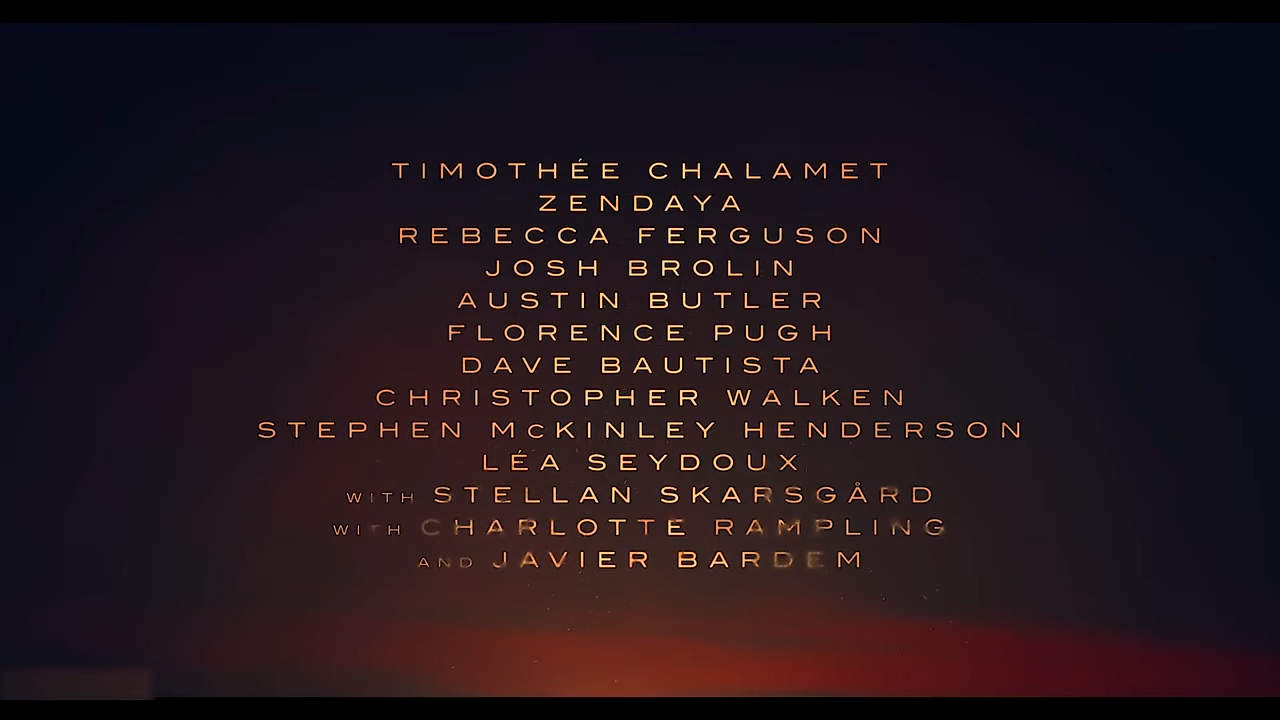 TIMOTHÉE CHALAMET
ZENDAYA
REBECCA FERGUSON
JOSH BROLIN
AUSTIN BUTLER
FLORENCE PUGH
DAVE BAUTISTA
CHRISTOPHER WALKEN
STEPHEN McKINLEY HENDERSON
LÉA SEYDOUX
WITH STELLAN SKARSGÅRD
WITH CHARLOTTE RAMPLING
AND JAVIER BARDEM